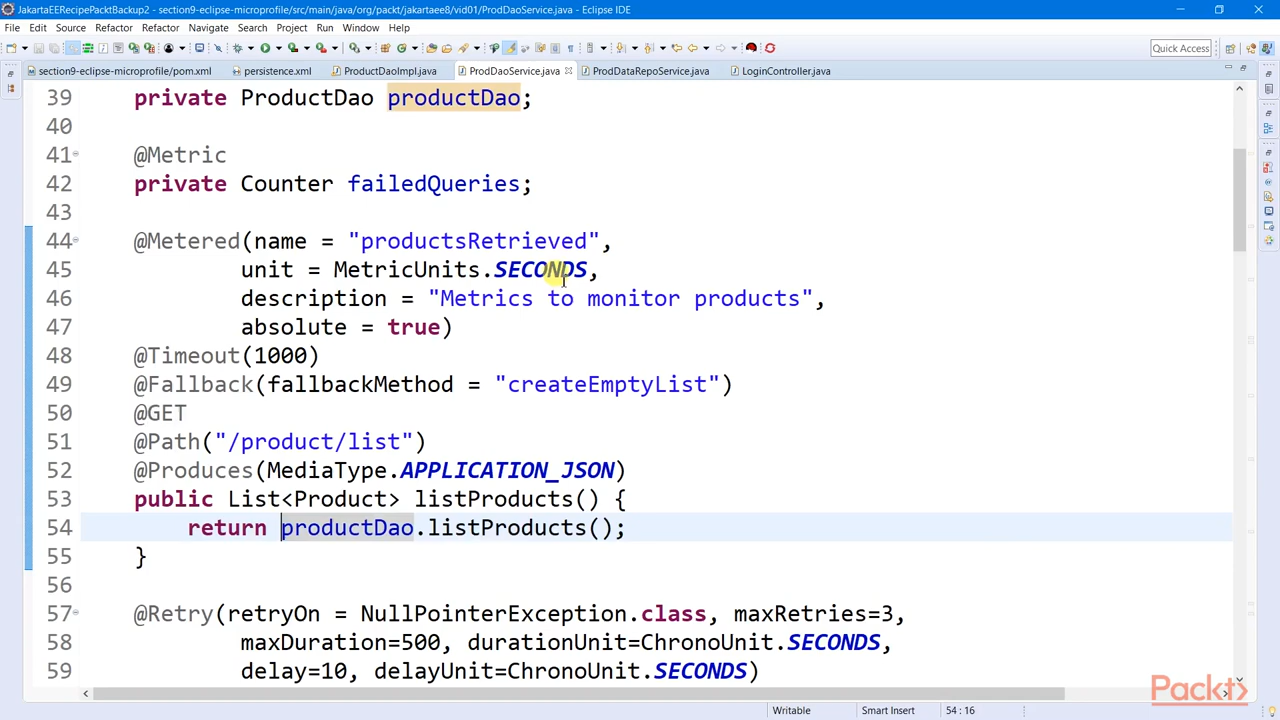 JakartaEERecipePacktBackup2 - section9-eclipse-microprofile/src/main/java/org/packt/jakartaee8/vid01/ProdDaoService.java - Eclipse IDE
File Edit Source Refactor Refactor Navigate Search Project Run Window Help
Quick Access
section9-eclipse-microprofile/pom.xml persistence.xml ProductDaoImpl.java ProdDaoService.java ProdDataRepoService.java LoginController.java
39 private ProductDao productDao;
40
41 @Metric
42 private Counter failedQueries;
43
44 @Metered(name = "productsRetrieved",
45 unit = MetricUnits.SECONDS,
46 description = "Metrics to monitor products",
47 absolute = true)
48 @Timeout(1000)
49 @Fallback(fallbackMethod = "createEmptyList")
50 @GET
51 @Path("/product/list")
52 @Produces(MediaType.APPLICATION_JSON)
53 public List<Product> listProducts() {
54 return productDao.listProducts();
55 }
56
57 @Retry(retryOn = NullPointerException.class, maxRetries=3,
58 maxDuration=500, durationUnit=ChronoUnit.SECONDS,
59 delay=10, delayUnit=ChronoUnit.SECONDS)
Packt>
Writable Smart Insert 54 : 16